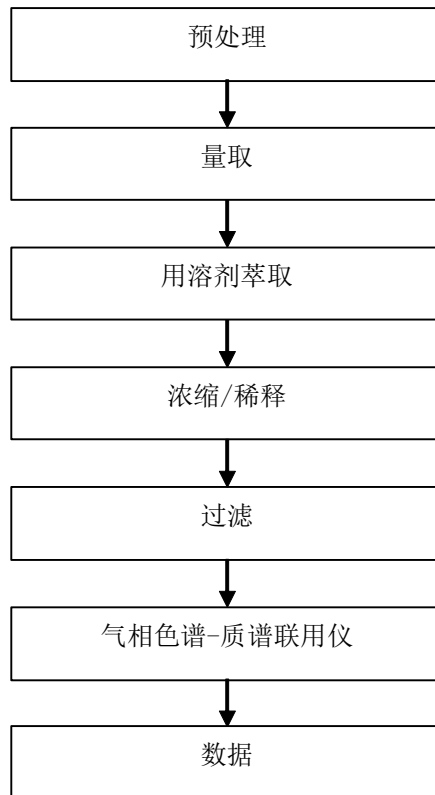 预处理
量取
用溶剂萃取
浓缩/稀释
过滤
气相色谱-质谱联用仪
数据